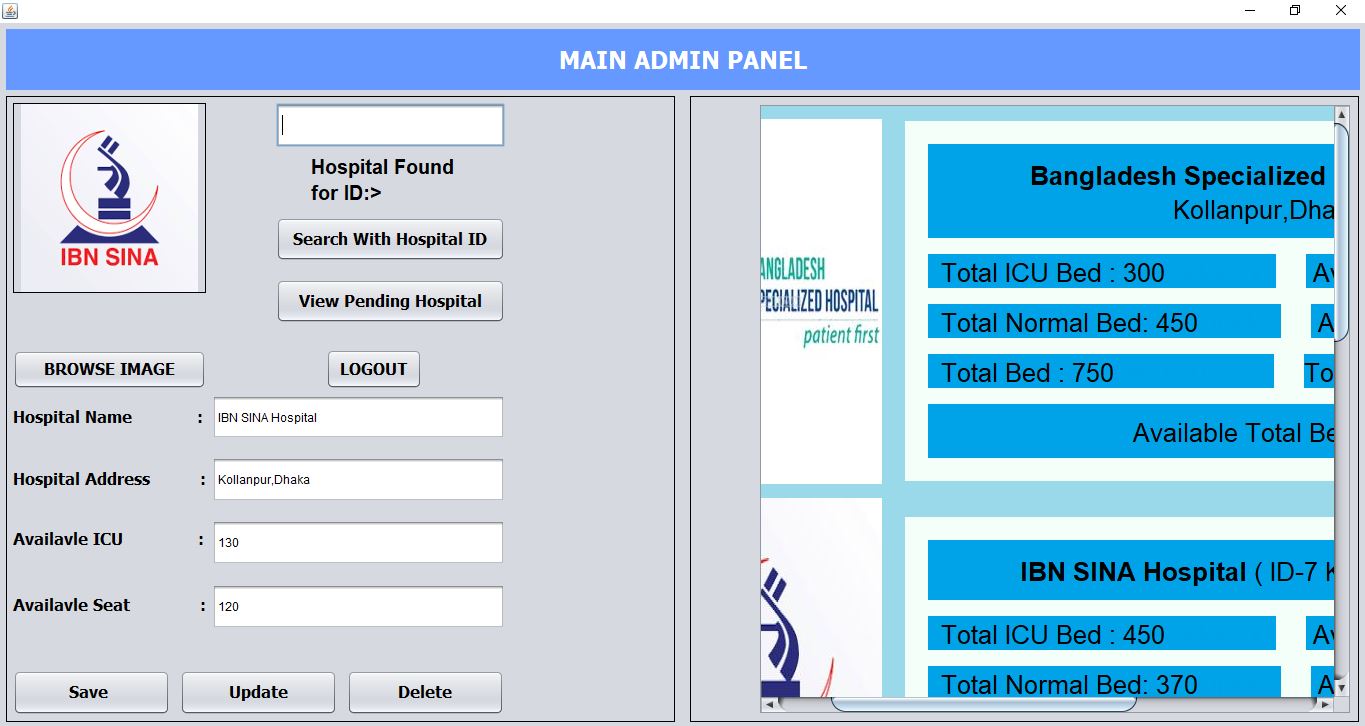 MAIN ADMIN PANEL
IBN SINA
Hospital Found
for ID:>
Search With Hospital ID
View Pending Hospital
BROWSE IMAGE
LOGOUT
Hospital Name : IBN SINA Hospital
Hospital Address : Kollanpur,Dhaka
Availavle ICU : 130
Availavle Seat : 120
Save Update Delete
ANGLADESH
PECIALIZED HOSPITAL
patient first
Bangladesh Specialized
Kollanpur,Dha
Total ICU Bed : 300 Av
Total Normal Bed: 450 A
Total Bed : 750 To
Available Total Be
IBN SINA Hospital ( ID-7 K
Total ICU Bed : 450 Av
Total Normal Bed: 370 A